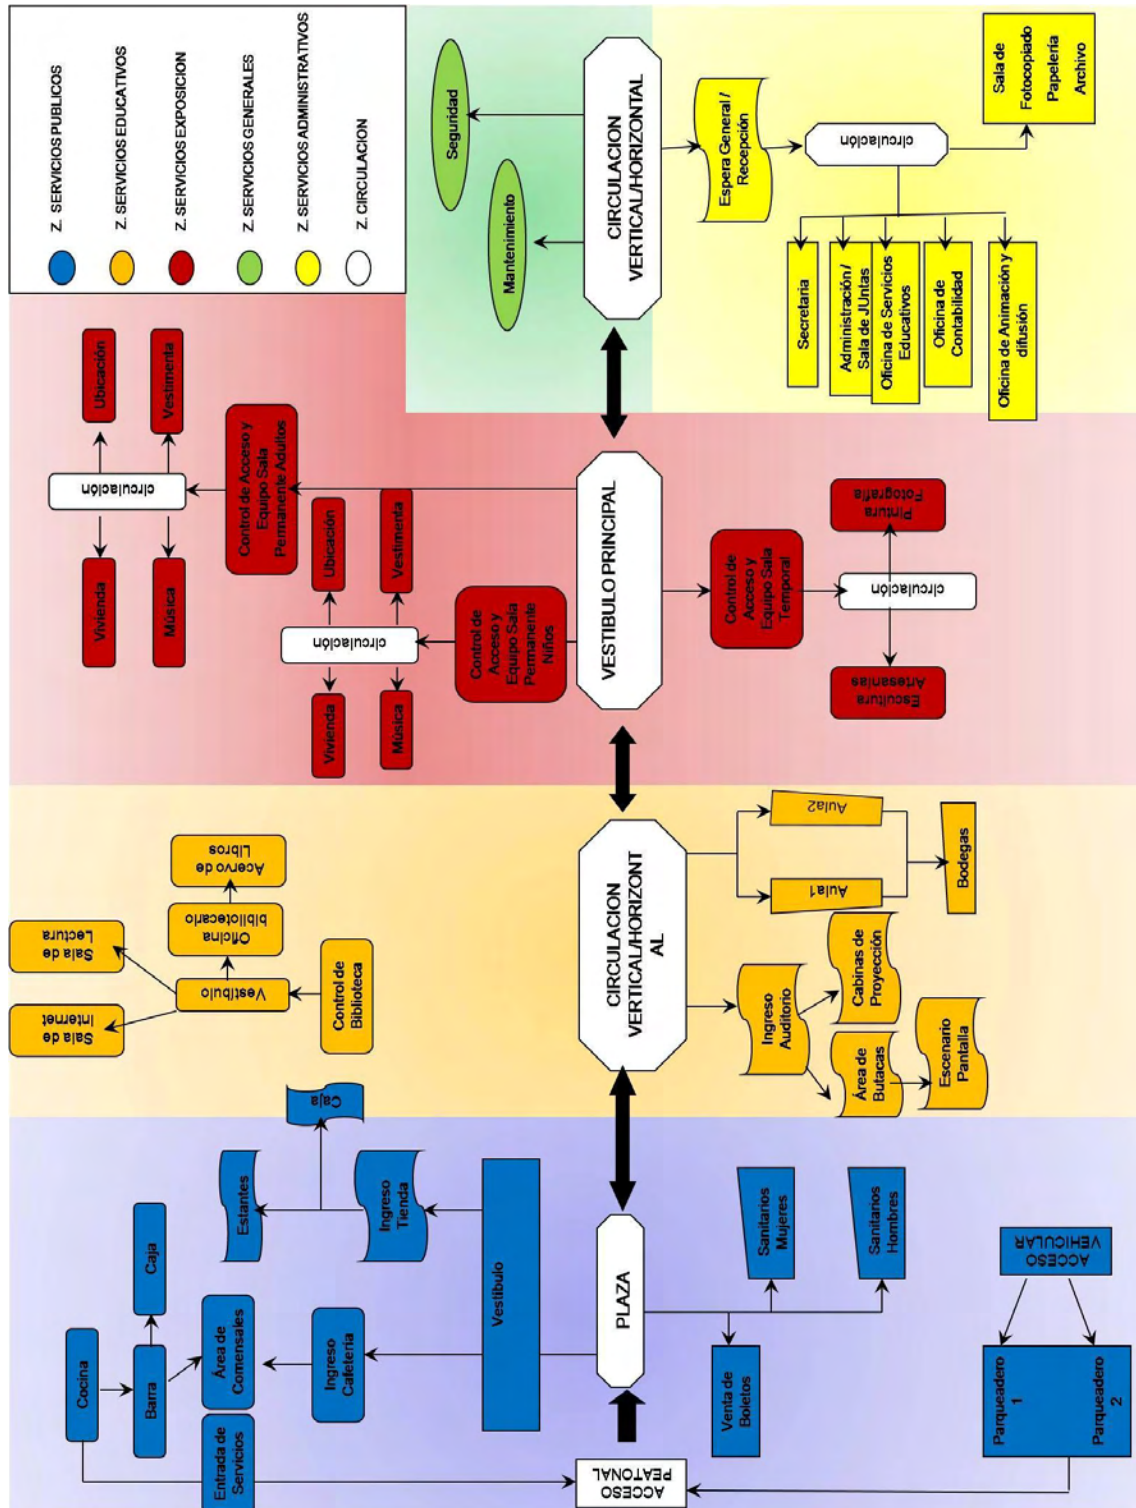 Z. SERVICIOS PUBLICOS
Z. SERVICIOS EDUCATIVOS
Z. SERVICIOS EXPOSICION
Z. SERVICIOS GENERALES
Z. SERVICIOS ADMINISTRATIVOS
Z. CIRCULACION
Cocina
Barra
Caja
Entrada de
Servicios
Área de
Comensales
Ingreso
Cafetería
Estantes
Caja
Ingreso
Tienda
Vestíbulo
ACCESO
PEATONAL
PLAZA
Venta de
Boletos
Sanitarios
Mujeres
Sanitarios
Hombres
Parqueadero
1
Parqueadero
2
ACCESO
VEHICULAR
Sala de
Internet
Sala de
Lectura
Vestíbulo
Oficina
bibliotecario
Acervo de
Libros
Control de
Biblioteca
CIRCULACION
VERTICAL/HORIZONT
AL
Ingreso
Auditorio
Cabinas de
Proyección
Área de
Butacas
Escenario
Pantalla
Aula1
Aula2
Bodegas
Vivienda
Ubicación
circulación
Música
Vestimenta
Control de Acceso y
Equipo Sala
Permanente Adultos
Vivienda
Ubicación
circulación
Música
Vestimenta
Control de
Acceso y
Equipo Sala
Permanente
Niños
VESTIBULO PRINCIPAL
Control de
Acceso y
Equipo Sala
Temporal
circulación
Escultura
Artesanías
Pintura
Fotografía
Seguridad
Mantenimiento
CIRCULACION
VERTICAL/HORIZONTAL
Espera General /
Recepción
circulación
Sala de
Fotocopiado
Papelería
Archivo
Secretaria
Administración /
Sala de JUntas
Oficina de Servicios
Educativos
Oficina de
Contabilidad
Oficina de Animación y
difusión